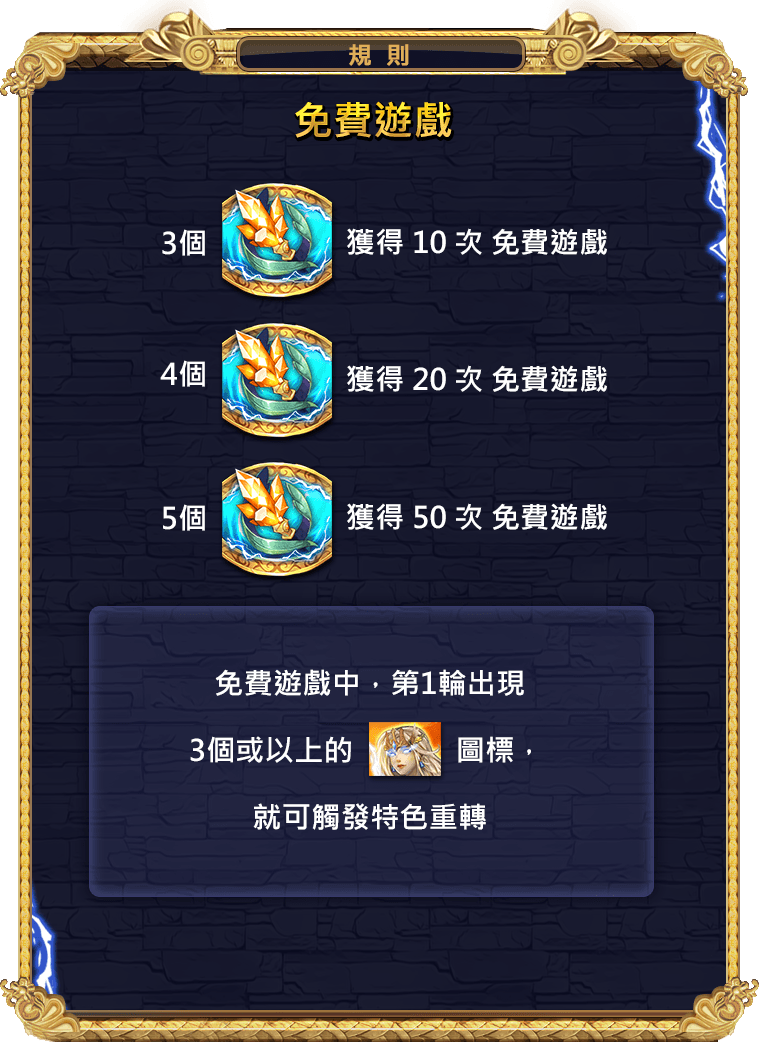 規則
免費遊戲
3個 獲得 10 次 免費遊戲
4個 獲得 20 次 免費遊戲
5個 獲得 50 次 免費遊戲
免費遊戲中，第1輪出現
3個或以上的 圖標，
就可觸發特色重轉